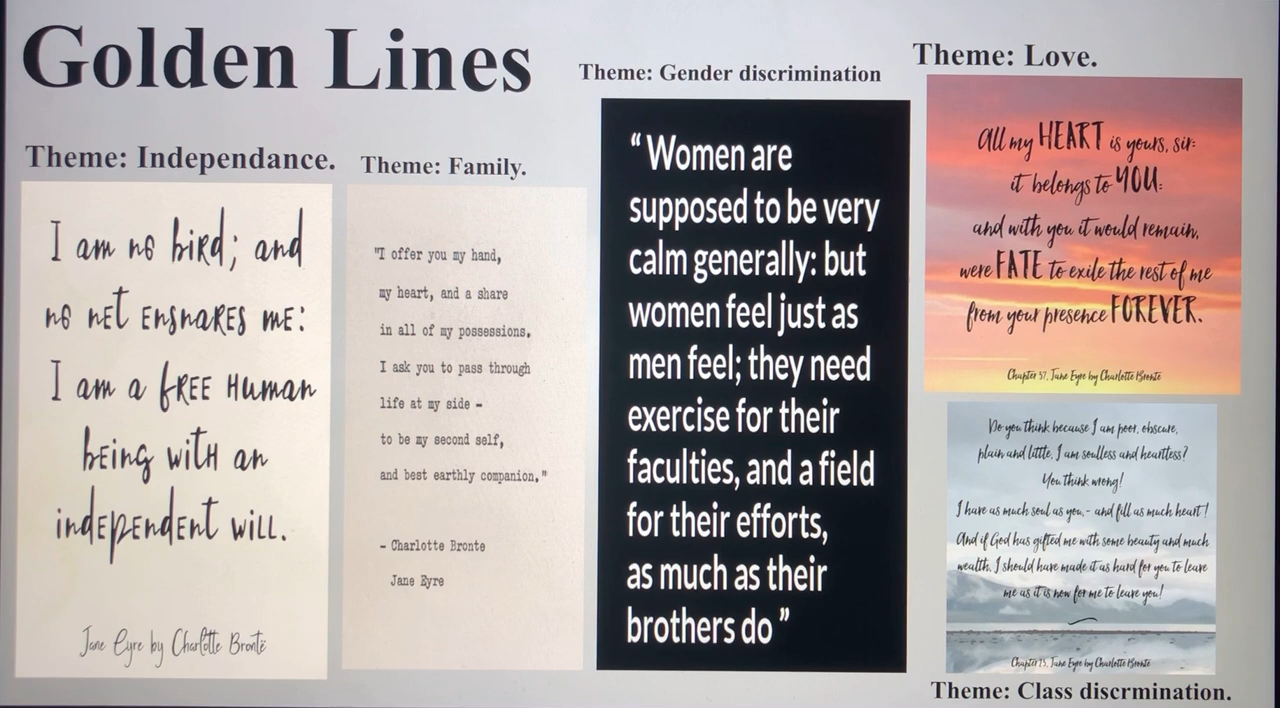 Golden Lines
Theme: Independance.
I am no bird; and
no net ensnares me:
I am a free human
being with an
independent will.
Jane Eyre by Charlotte Brontë
Theme: Family.
"I offer you my hand,
my heart, and a share
in all of my possessions,
I ask you to pass through
life at my side –
to be my second self,
and best earthly companion,"
– Charlotte Bronte
Jane Eyre
Theme: Gender discrimination
“ Women are
supposed to be very
calm generally: but
women feel just as
men feel; they need
exercise for their
faculties, and a field
for their efforts,
as much as their
brothers do ”
Theme: Love.
All my HEART is yours, sir:
it belongs to YOU:
and with you it would remain,
were FATE to exile the rest of me
from your presence FOREVER.
Chapter 37, Jane Eyre by Charlotte Brontë
Do you think because I am poor, obscure,
plain and little, I am soulless and heartless?
You think wrong!
I have as much soul as you, - and full as much heart!
And if God has gifted me with some beauty and much
wealth, I should have made it as hard for you to leave
me as it is now for me to leave you!
Chapter 23, Jane Eyre by Charlotte Brontë
Theme: Class discrmination.